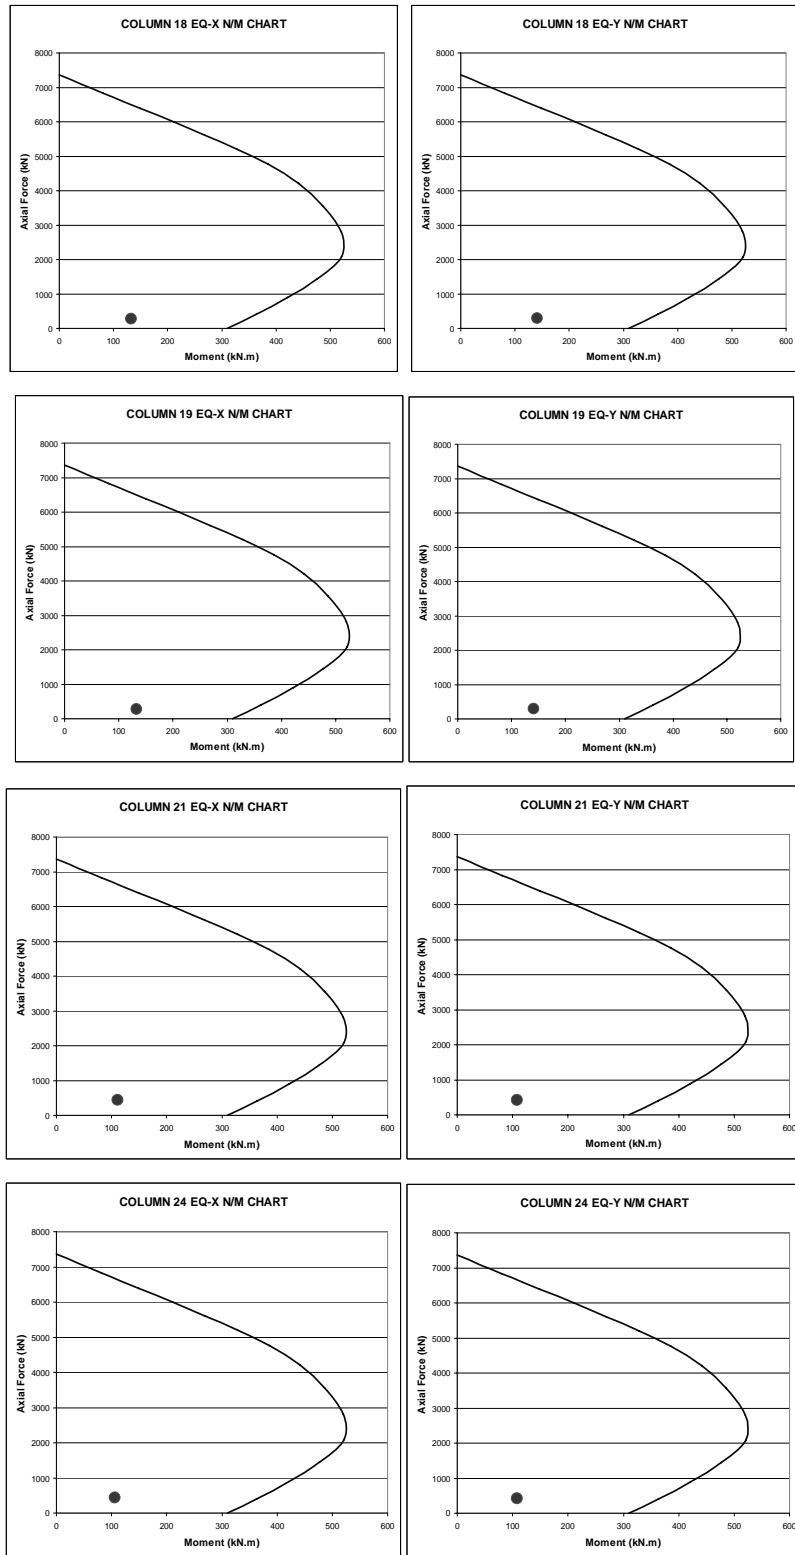 COLUMN 18 EQ-X N/M CHART
8000
7000
6000
5000
4000
3000
2000
1000
0
Axial Force (kN)
0 100 200 300 400 500 600
Moment (kN.m)
COLUMN 18 EQ-Y N/M CHART
8000
7000
6000
5000
4000
3000
2000
1000
0
Axial Force (kN)
0 100 200 300 400 500 600
Moment (kN.m)
COLUMN 19 EQ-X N/M CHART
8000
7000
6000
5000
4000
3000
2000
1000
0
Axial Force (kN)
0 100 200 300 400 500 600
Moment (kN.m)
COLUMN 19 EQ-Y N/M CHART
8000
7000
6000
5000
4000
3000
2000
1000
0
Axial Force (kN)
0 100 200 300 400 500 600
Moment (kN.m)
COLUMN 21 EQ-X N/M CHART
8000
7000
6000
5000
4000
3000
2000
1000
0
Axial Force (kN)
0 100 200 300 400 500 600
Moment (kN.m)
COLUMN 21 EQ-Y N/M CHART
8000
7000
6000
5000
4000
3000
2000
1000
0
Axial Force (kN)
0 100 200 300 400 500 600
Moment (kN.m)
COLUMN 24 EQ-X N/M CHART
8000
7000
6000
5000
4000
3000
2000
1000
0
Axial Force (kN)
0 100 200 300 400 500 600
Moment (kN.m)
COLUMN 24 EQ-Y N/M CHART
8000
7000
6000
5000
4000
3000
2000
1000
0
Axial Force (kN)
0 100 200 300 400 500 600
Moment (kN.m)